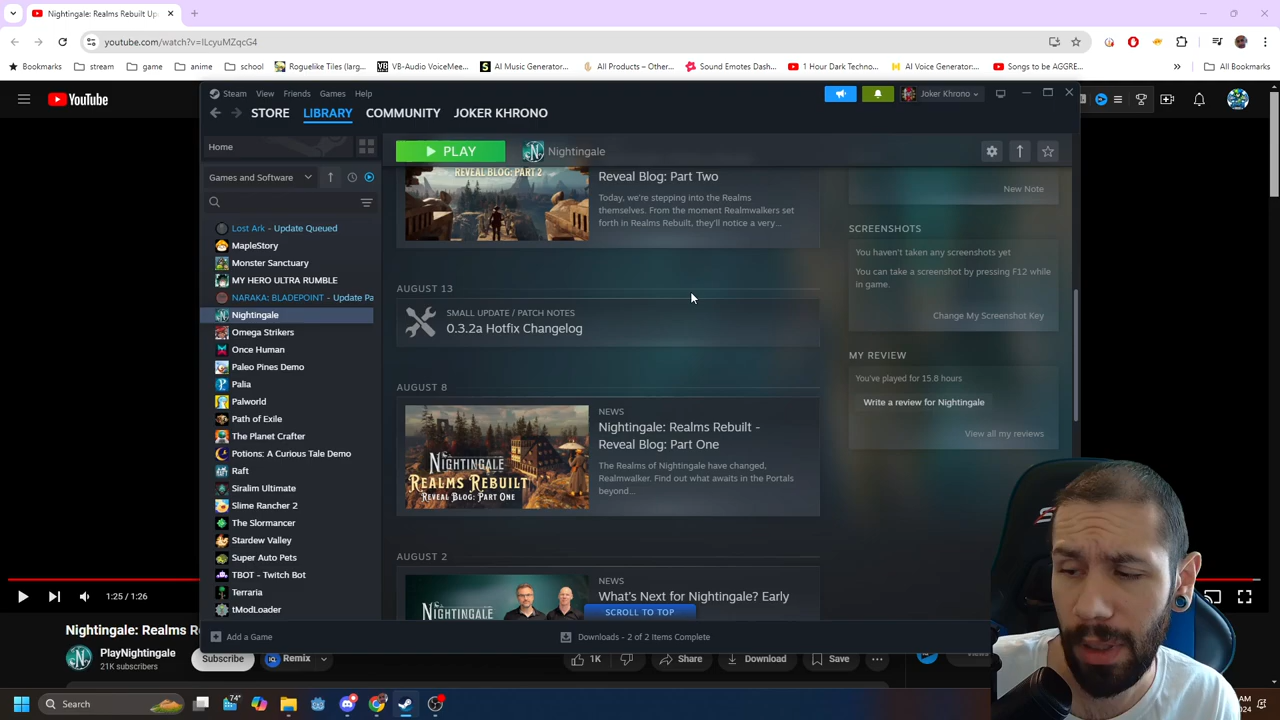 Nightingale: Realms Rebuilt Up
youtube.com/watch?v=ILcyuMZqcG4
Bookmarks
stream
game
anime
school
Roguelike Tiles (larg...
VB-Audio VoiceMee...
AI Music Generator:...
All Products – Other...
Sound Emotes Dash...
1 Hour Dark Techno...
AI Voice Generator:...
Songs to be AGGRE...
All Bookmarks
YouTube
Steam View Friends Games Help
Joker Khrono
STORE LIBRARY COMMUNITY JOKER KHRONO
Home
PLAY
Nightingale
Games and Software
Lost Ark - Update Queued
MapleStory
Monster Sanctuary
MY HERO ULTRA RUMBLE
NARAKA: BLADEPOINT - Update Pa
Nightingale
Omega Strikers
Once Human
Paleo Pines Demo
Palia
Palworld
Path of Exile
The Planet Crafter
Potions: A Curious Tale Demo
Raft
Siralim Ultimate
Slime Rancher 2
The Slormancer
Stardew Valley
Super Auto Pets
TBOT - Twitch Bot
Terraria
tModLoader
REVEAL BLOG: PART 2
Reveal Blog: Part Two
Today, we're stepping into the Realms
themselves. From the moment Realmwalkers set
forth in Realms Rebuilt, they'll notice a very...
AUGUST 13
SMALL UPDATE / PATCH NOTES
0.3.2a Hotfix Changelog
AUGUST 8
NIGHTINGALE
REALMS REBUILT
REVEAL BLOG: PART ONE
NEWS
Nightingale: Realms Rebuilt -
Reveal Blog: Part One
The Realms of Nightingale have changed,
Realmwalker. Find out what awaits in the Portals
beyond...
AUGUST 2
NIGHTINGALE
NEWS
What's Next for Nightingale? Early
SCROLL TO TOP
New Note
SCREENSHOTS
You haven't taken any screenshots yet
You can take a screenshot by pressing F12 while
in game.
Change My Screenshot Key
MY REVIEW
You've played for 15.8 hours
Write a review for Nightingale
View all my reviews
Add a Game
Downloads - 2 of 2 Items Complete
1:25 / 1:26
Nightingale: Realms R
PlayNightingale
21K subscribers
Subscribe
Remix
1K
Share
Download
Save
Search
74°